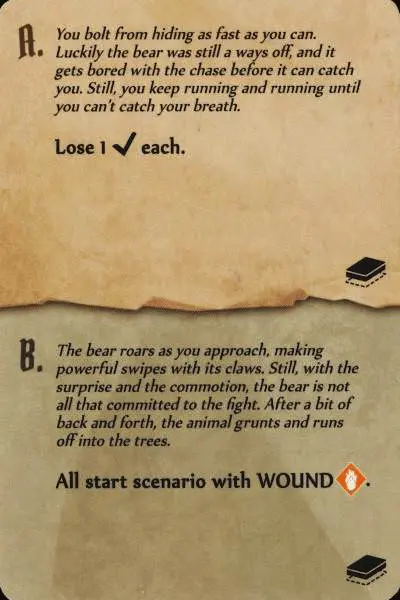 A. You bolt from hiding as fast as you can.
Luckily the bear was still a ways off, and it
gets bored with the chase before it can catch
you. Still, you keep running and running until
you can't catch your breath.
Lose 1 ✓ each.
B. The bear roars as you approach, making
powerful swipes with its claws. Still, with the
surprise and the commotion, the bear is not
all that committed to the fight. After a bit of
back and forth, the animal grunts and runs
off into the trees.
All start scenario with WOUND.